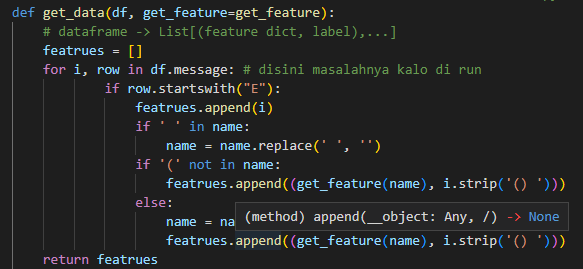 def get_data(df, get_feature=get_feature):
# dataframe -> List[(feature dict, label),...]
featrues = []
for i, row in df.message: # disini masalahnya kalo di run
if row.startswith("E"):
featrues.append(i)
if ' ' in name:
name = name.replace(' ', '')
if '(' not in name:
featrues.append((get_feature(name), i.strip('() ')))
else:
(method) append(__object: Any, /) -> None
name = na
featrues.append((get_feature(name), i.strip('() ')))
return featrues